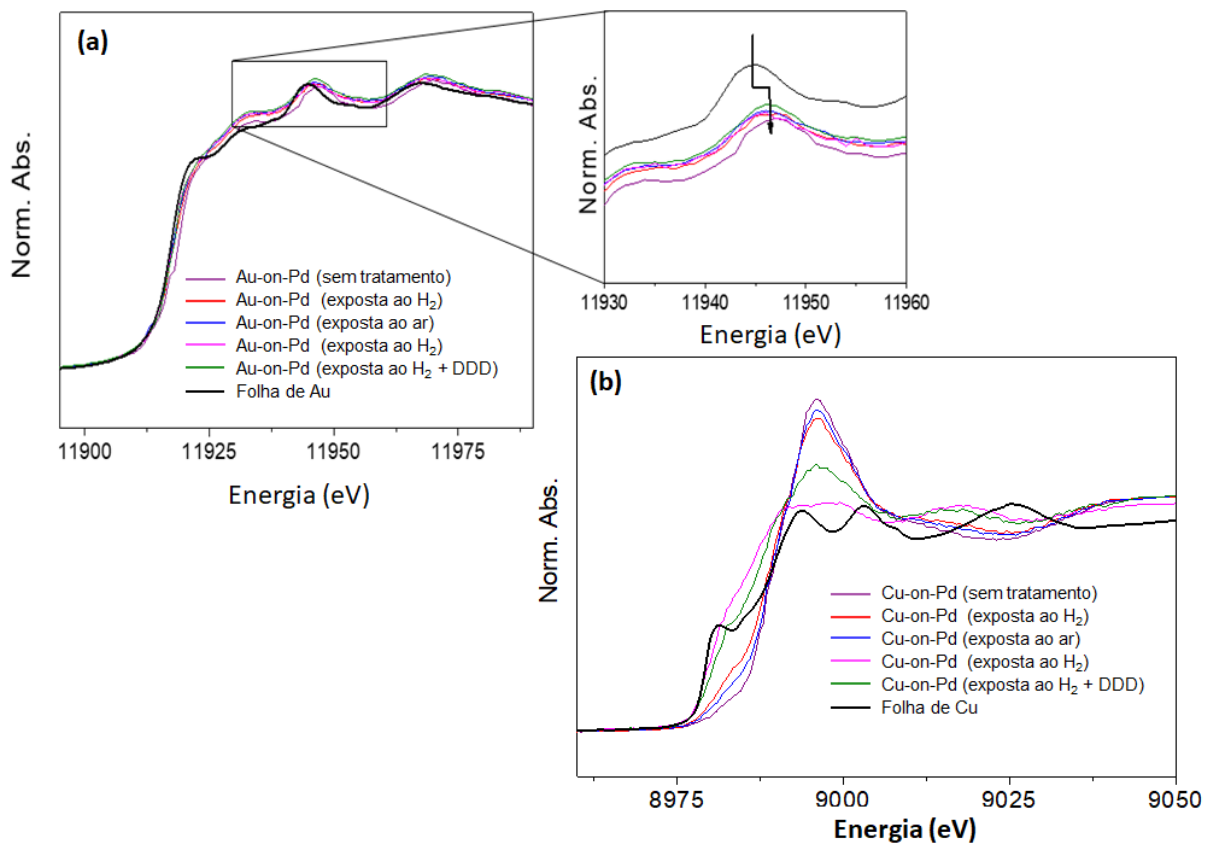 (a)
Norm. Abs.
Au-on-Pd (sem tratamento)
Au-on-Pd (exposta ao H₂)
Au-on-Pd (exposta ao ar)
Au-on-Pd (exposta ao H₂)
Au-on-Pd (exposta ao H₂ + DDD)
Folha de Au
11900 11925 11950 11975
Energia (eV)
Norm. Abs.
11930 11940 11950 11960
Energia (eV)
(b)
Norm. Abs.
Cu-on-Pd (sem tratamento)
Cu-on-Pd (exposta ao H₂)
Cu-on-Pd (exposta ao ar)
Cu-on-Pd (exposta ao H₂)
Cu-on-Pd (exposta ao H₂ + DDD)
Folha de Cu
8975 9000 9025 9050
Energia (eV)